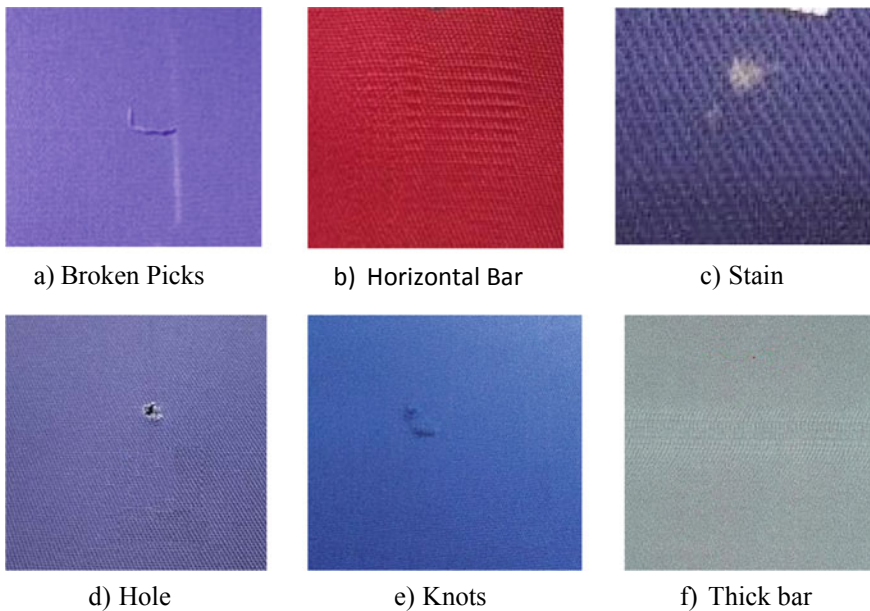 a) Broken Picks
b) Horizontal Bar
c) Stain
d) Hole
e) Knots
f) Thick bar